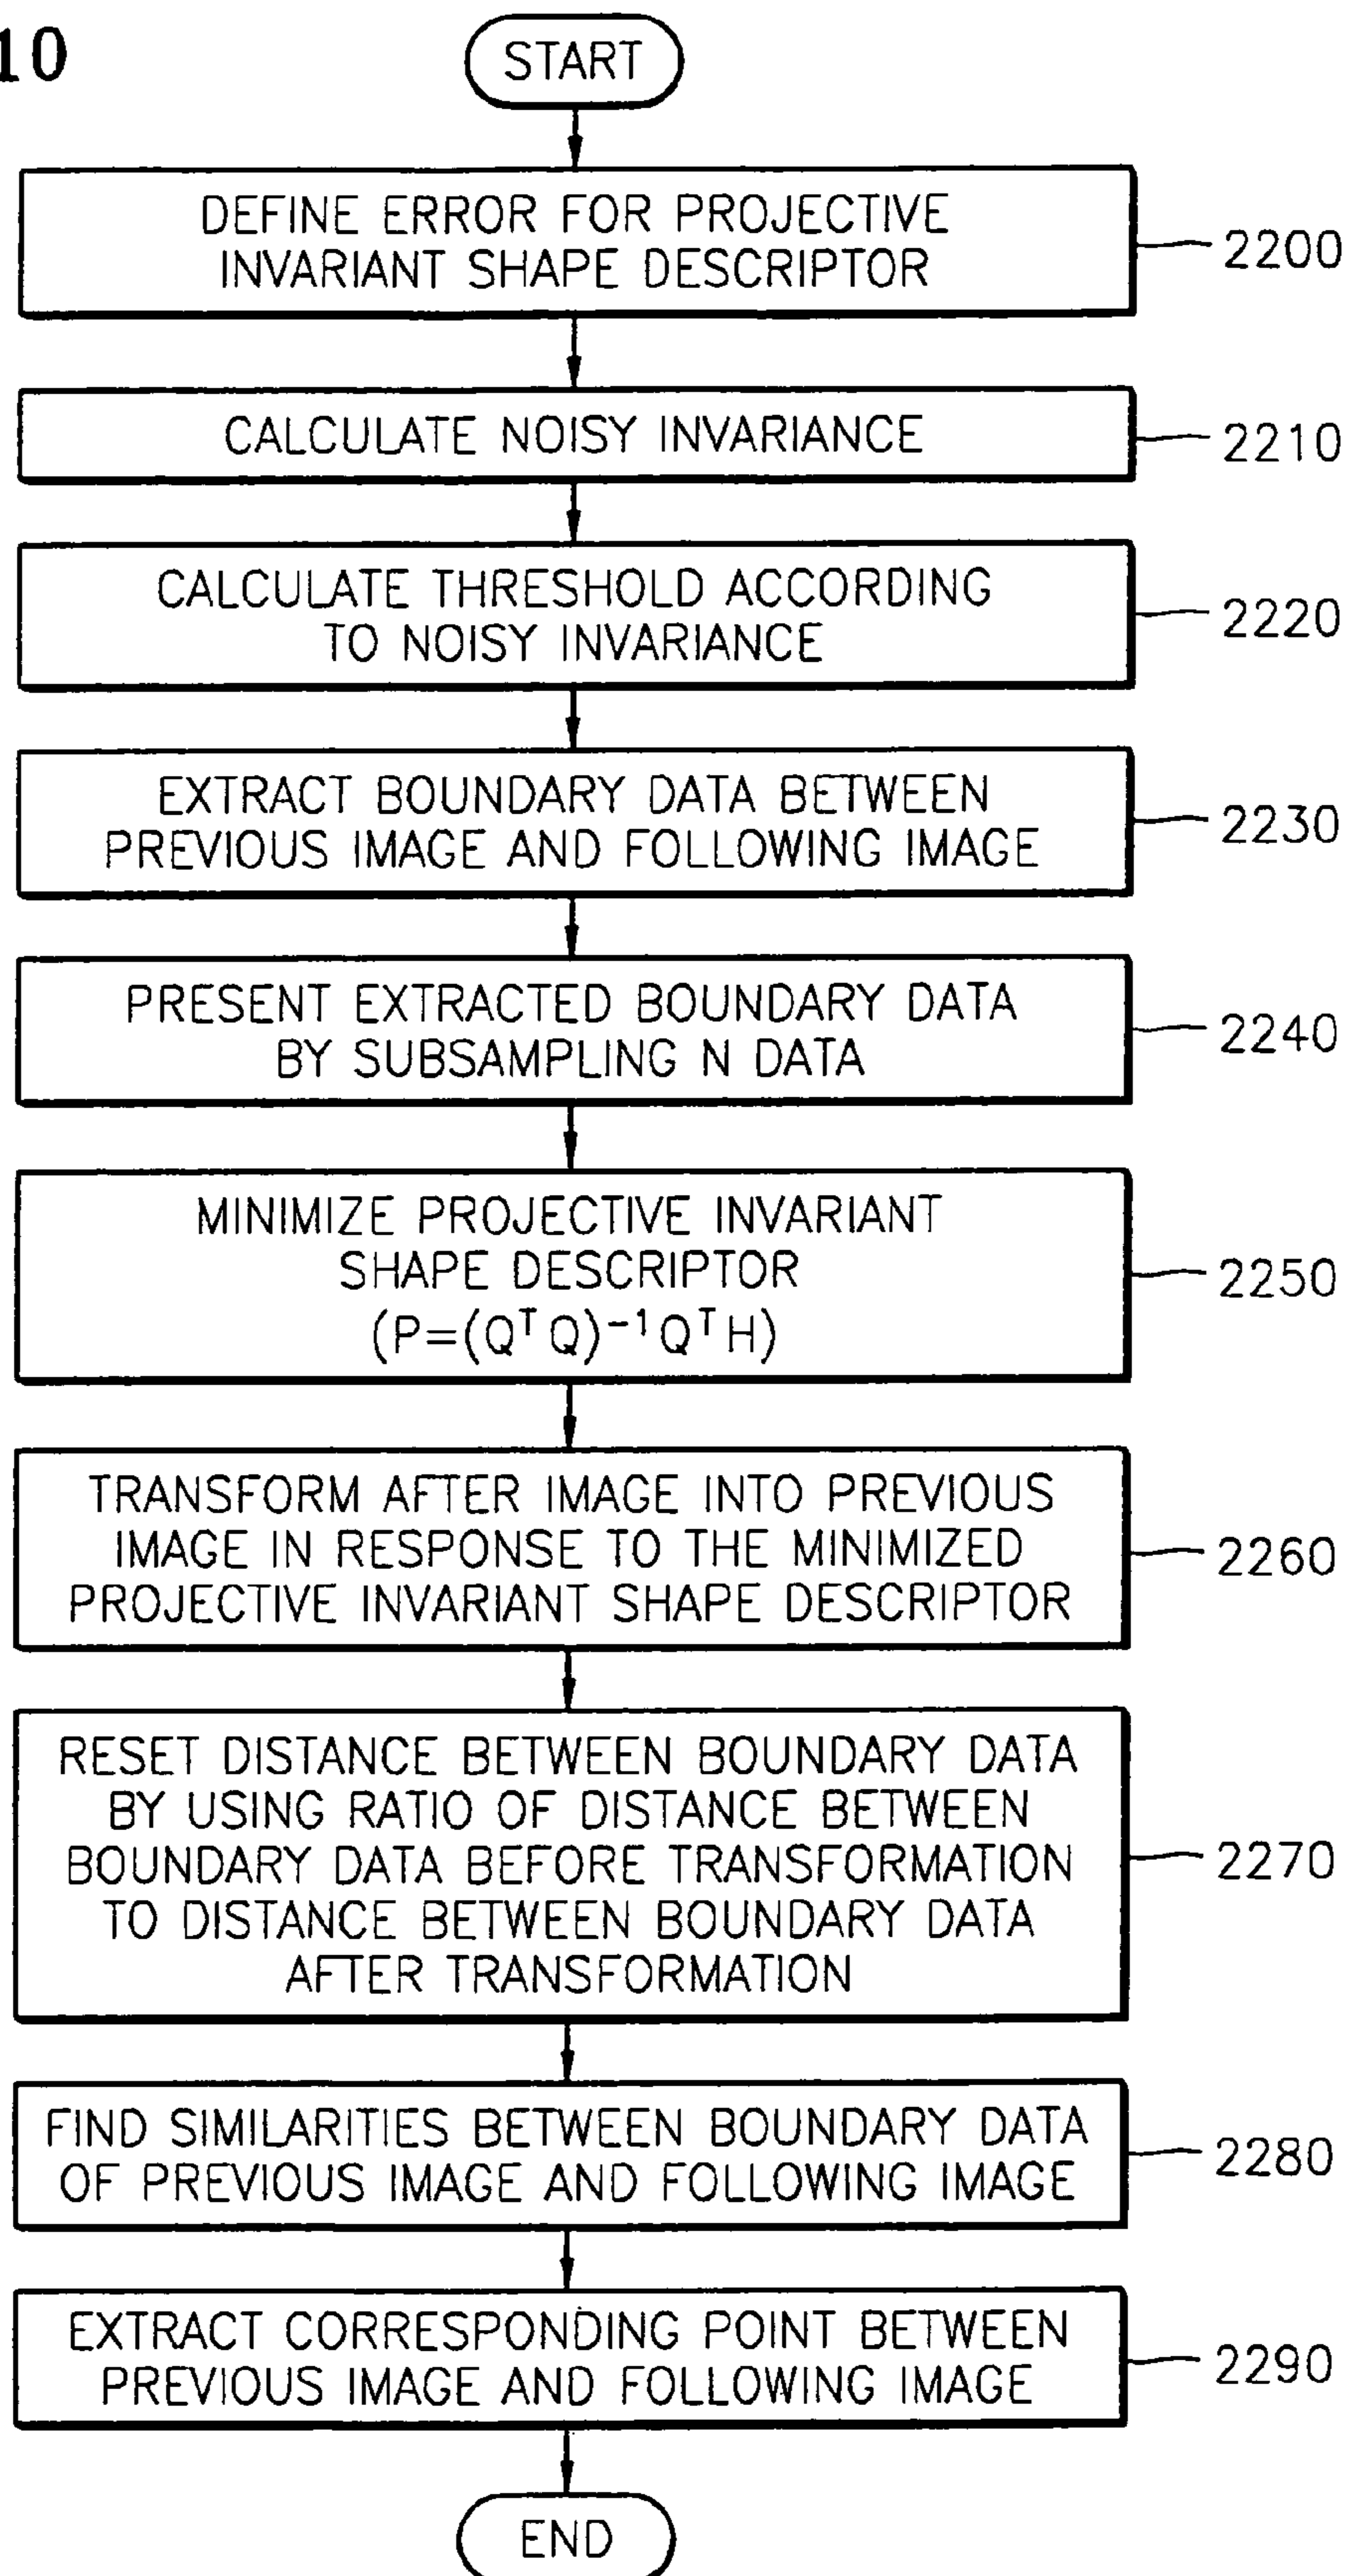 10
START
DEFINE ERROR FOR PROJECTIVE
INVARIANT SHAPE DESCRIPTOR
2200
CALCULATE NOISY INVARIANCE
2210
CALCULATE THRESHOLD ACCORDING
TO NOISY INVARIANCE
2220
EXTRACT BOUNDARY DATA BETWEEN
PREVIOUS IMAGE AND FOLLOWING IMAGE
2230
PRESENT EXTRACTED BOUNDARY DATA
BY SUBSAMPLING N DATA
2240
MINIMIZE PROJECTIVE INVARIANT
SHAPE DESCRIPTOR
(P=(QᵀQ)⁻¹QᵀH)
2250
TRANSFORM AFTER IMAGE INTO PREVIOUS
IMAGE IN RESPONSE TO THE MINIMIZED
PROJECTIVE INVARIANT SHAPE DESCRIPTOR
2260
RESET DISTANCE BETWEEN BOUNDARY DATA
BY USING RATIO OF DISTANCE BETWEEN
BOUNDARY DATA BEFORE TRANSFORMATION
TO DISTANCE BETWEEN BOUNDARY DATA
AFTER TRANSFORMATION
2270
FIND SIMILARITIES BETWEEN BOUNDARY DATA
OF PREVIOUS IMAGE AND FOLLOWING IMAGE
2280
EXTRACT CORRESPONDING POINT BETWEEN
PREVIOUS IMAGE AND FOLLOWING IMAGE
2290
END